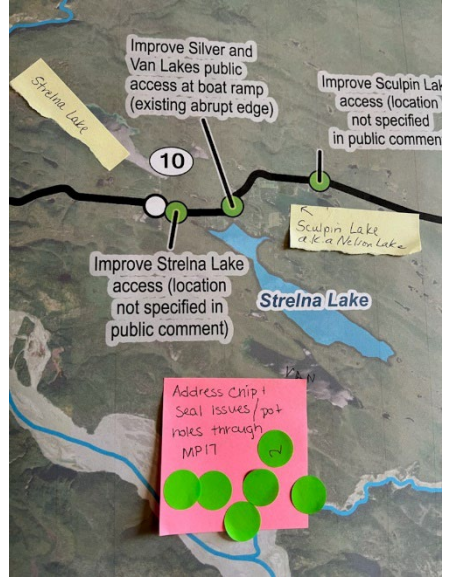 Improve Silver and
Van Lakes public
access at boat ramp
(existing abrupt edge)
Strelna Lake
Improve Sculpin Lak
access (location
not specified
in public commen
10
Sculpin Lake
a.k.a Nelson Lake
Improve Strelna Lake
access (location
not specified in
public comment)
Strelna Lake
VAN
Address Chip +
Seal issues/pot
holes through
MP17
2